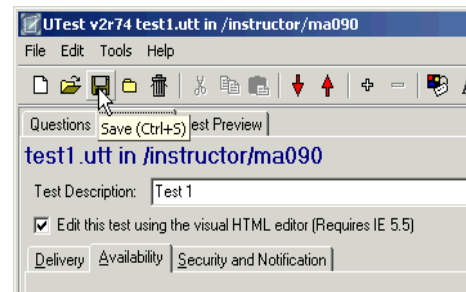 UTest v2r74 test1.utt in /instructor/ma090
File Edit Tools Help
Questions Save (Ctrl+S) est Preview
test1.utt in /instructor/ma090
Test Description: Test 1
Edit this test using the visual HTML editor (Requires IE 5.5)
Delivery Availability Security and Notification